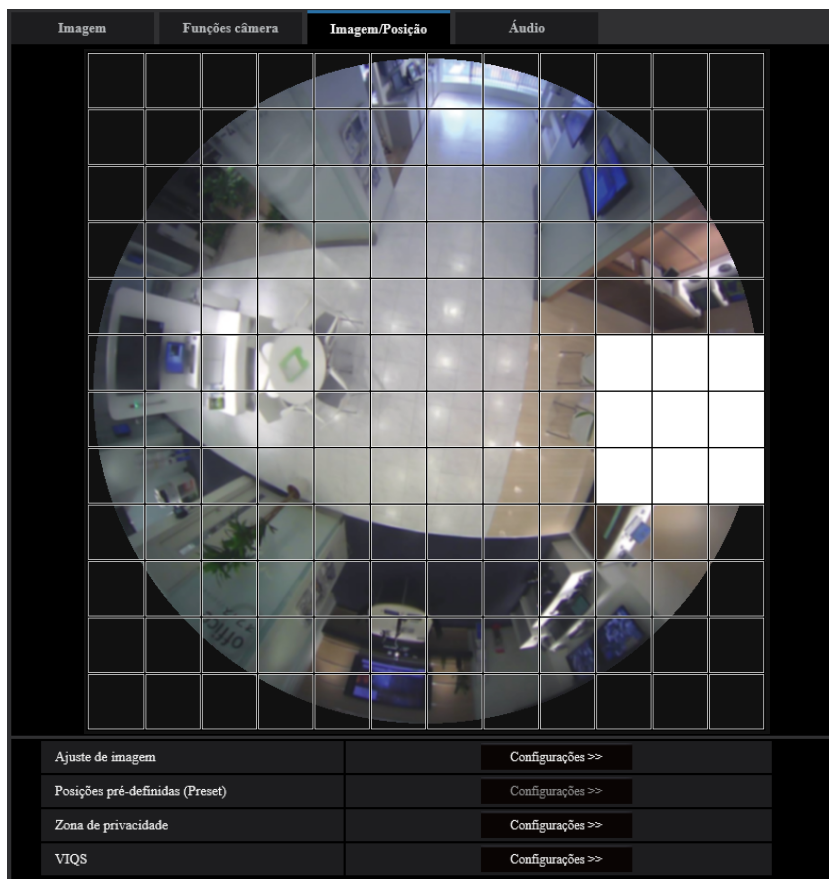 Imagem Funções câmera Imagem/Posição Áudio
office
Ajuste de imagem Configurações >>
Posições pré-definidas (Preset) Configurações >>
Zona de privacidade Configurações >>
VIQS Configurações >>